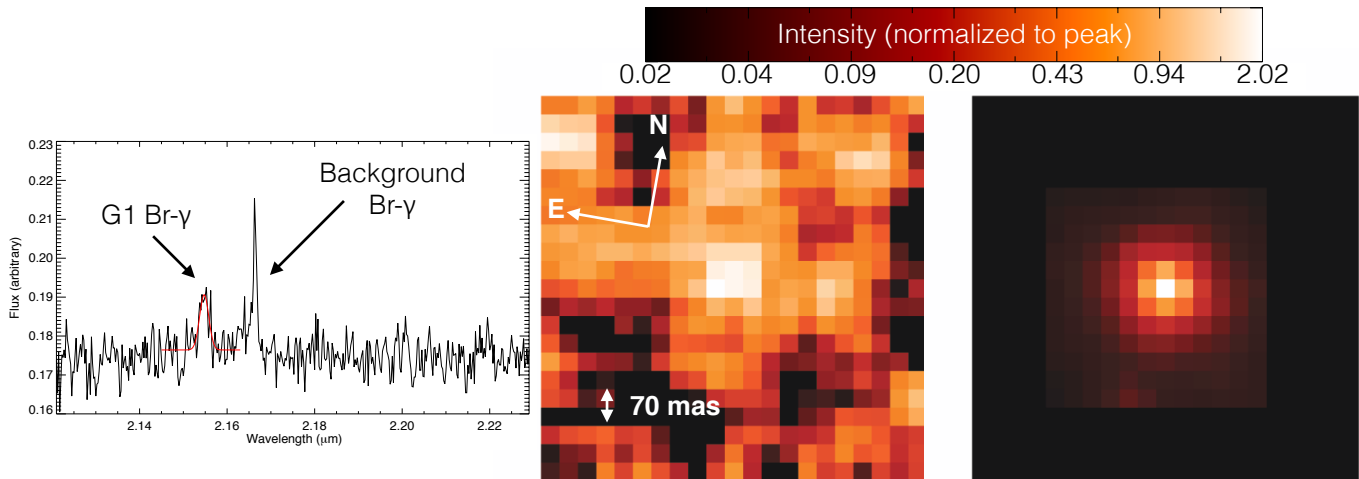 Intensity (normalized to peak)
0.02 0.04 0.09 0.20 0.43 0.94 2.02
0.23
0.22
0.21
0.20
0.19
0.18
0.17
0.16
Flux (arbitrary)
G1 Br-γ
Background
Br-γ
2.14 2.16 2.18 2.20 2.22
Wavelength (μm)
N
E
70 mas